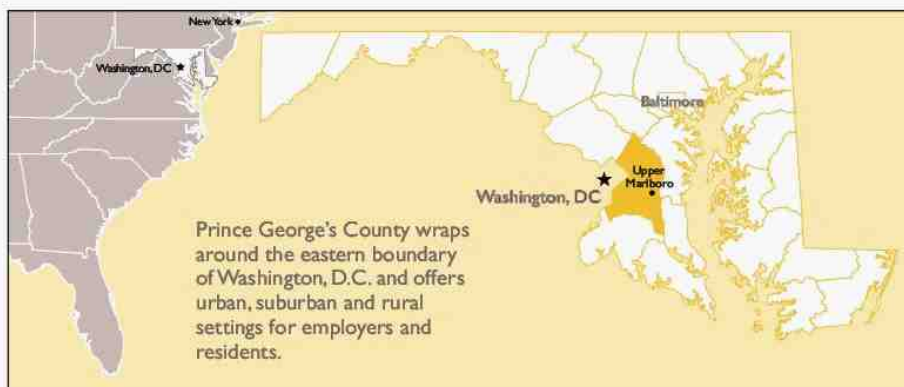 New York
Washington, DC
Baltimore
Upper
Marlboro
Washington, DC
Prince George's County wraps
around the eastern boundary
of Washington, D.C. and offers
urban, suburban and rural
settings for employers and
residents.